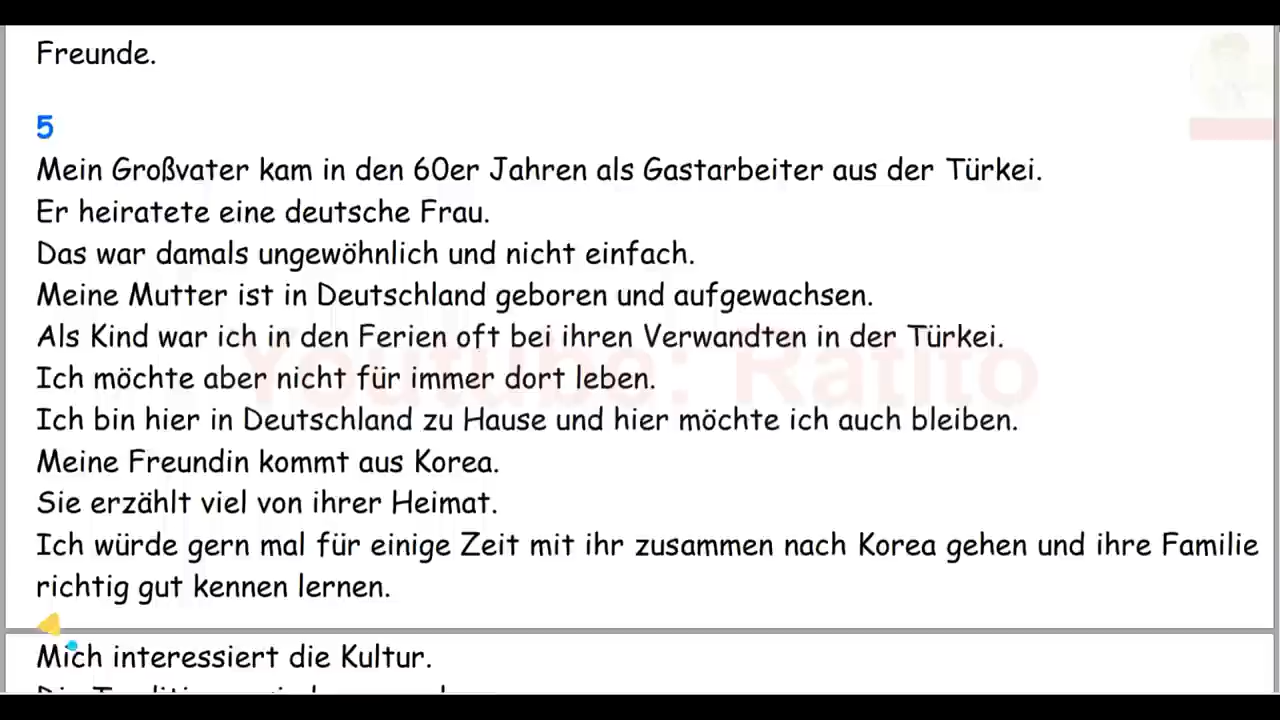 Freunde.
5
Mein Großvater kam in den 60er Jahren als Gastarbeiter aus der Türkei.
Er heiratete eine deutsche Frau.
Das war damals ungewöhnlich und nicht einfach.
Meine Mutter ist in Deutschland geboren und aufgewachsen.
Als Kind war ich in den Ferien oft bei ihren Verwandten in der Türkei.
Youtube: Ratito
Ich möchte aber nicht für immer dort leben.
Ich bin hier in Deutschland zu Hause und hier möchte ich auch bleiben.
Meine Freundin kommt aus Korea.
Sie erzählt viel von ihrer Heimat.
Ich würde gern mal für einige Zeit mit ihr zusammen nach Korea gehen und ihre Familie
richtig gut kennen lernen.
Mich interessiert die Kultur.